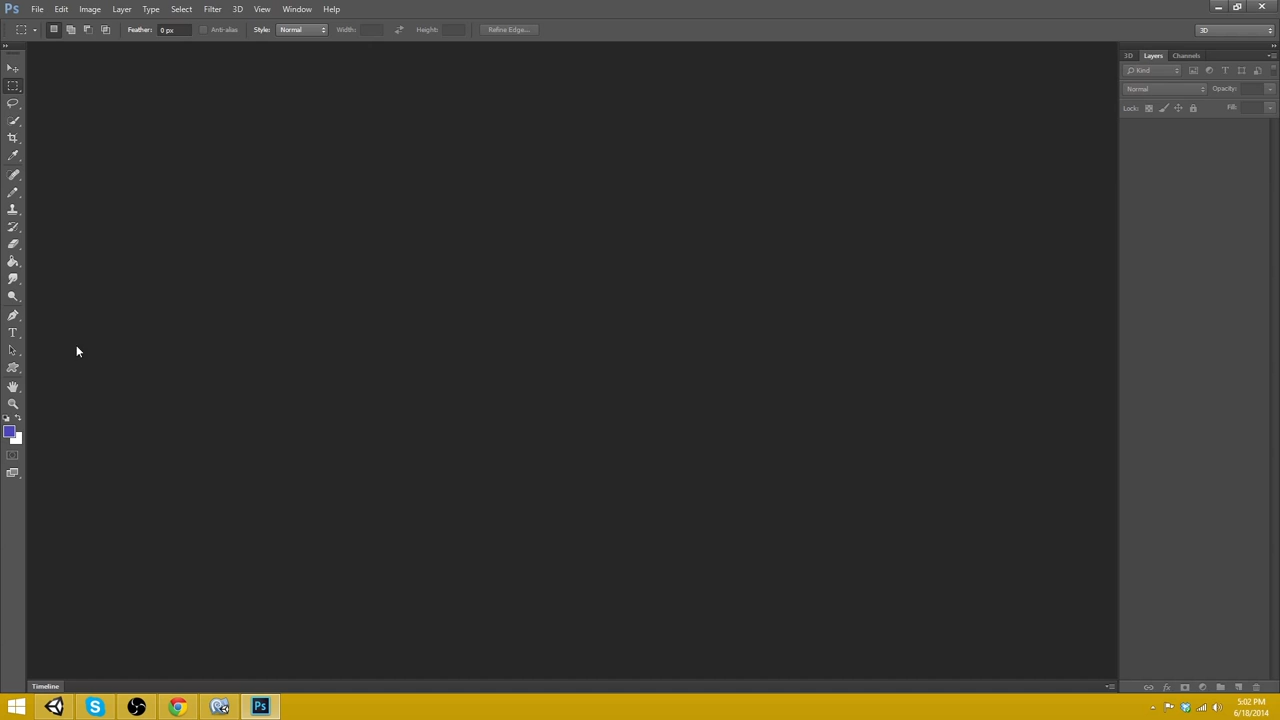 Ps File Edit Image Layer Type Select Filter 3D View Window Help
Feather: 0 px Anti-alias Style: Normal Width: Height: Refine Edge... 3D
3D Layers Channels
Kind T
Normal Opacity:
Lock: Fill:
T
Timeline
fx
S Ps
5:02 PM
6/18/2014